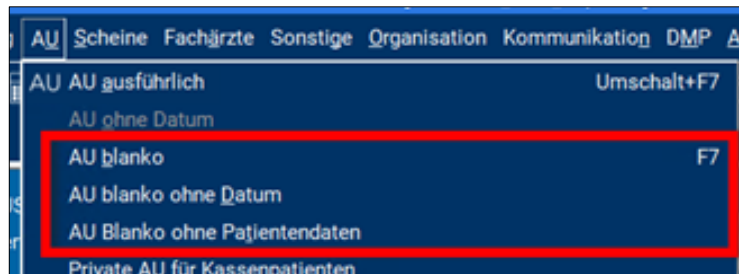 AU Scheine Fachärzte Sonstige Organisation Kommunikation DMP A
AU AU ausführlich Umschalt+F7
AU ohne Datum
AU blanko F7
AU blanko ohne Datum
AU Blanko ohne Patientendaten
Private AU für Kassenpatienten